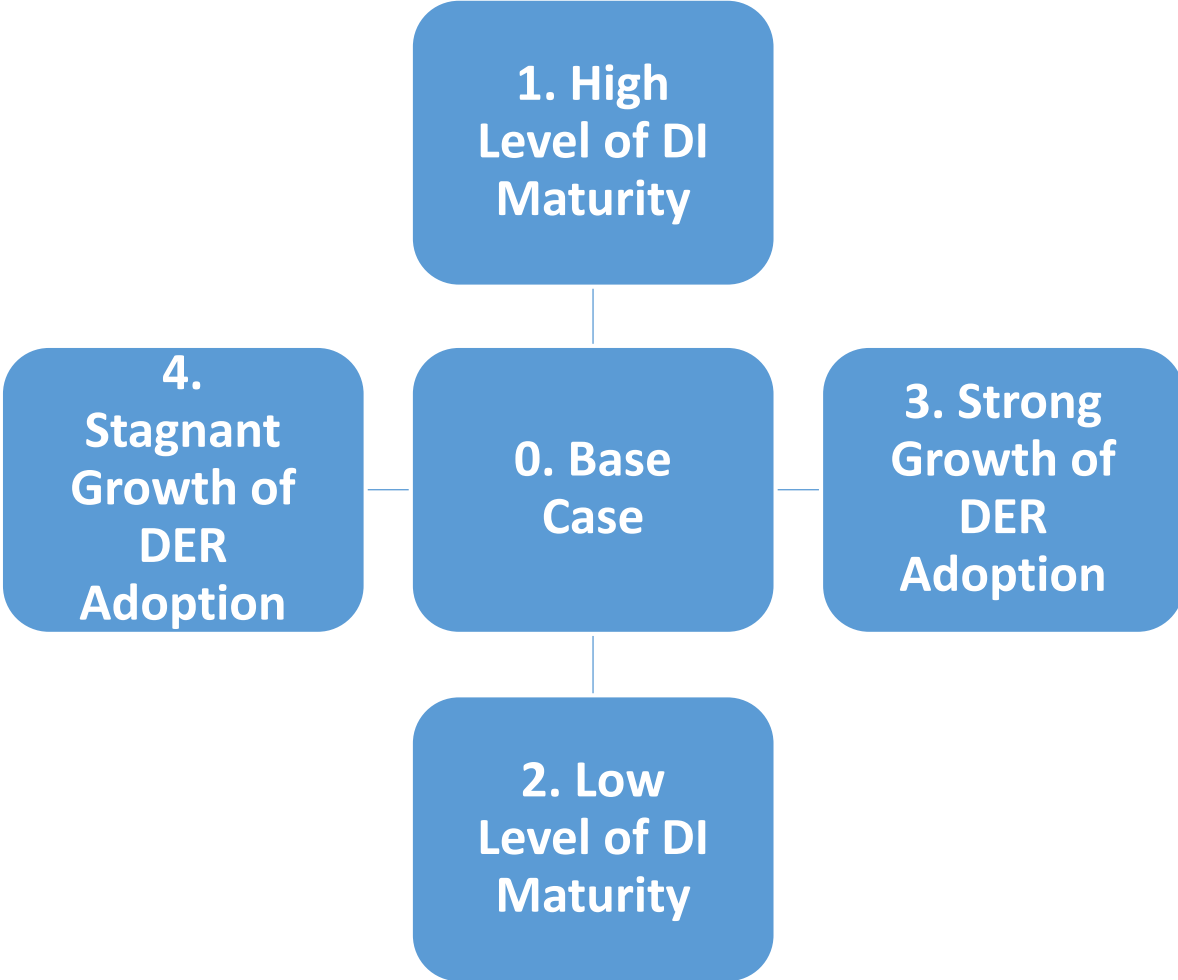 1. High
Level of DI
Maturity
4.
Stagnant
Growth of
DER
Adoption
0. Base
Case
3. Strong
Growth of
DER
Adoption
2. Low
Level of DI
Maturity